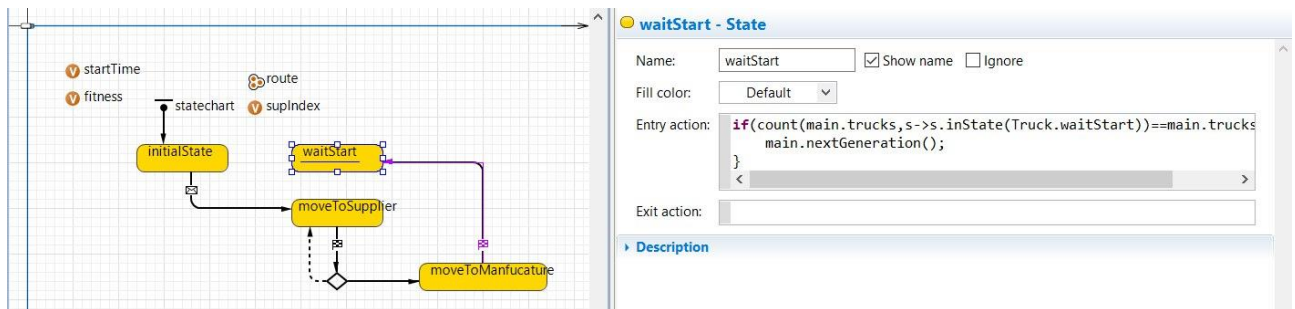 startTime
fitness
route
statechart
supIndex
initialState
waitStart
moveToSupplier
moveToManfucature
waitStart - State
Name: waitStart Show name Ignore
Fill color: Default
Entry action: if(count(main.trucks,s->s.inState(Truck.waitStart))==main.trucks
main.nextGeneration();
}
Exit action:
Description